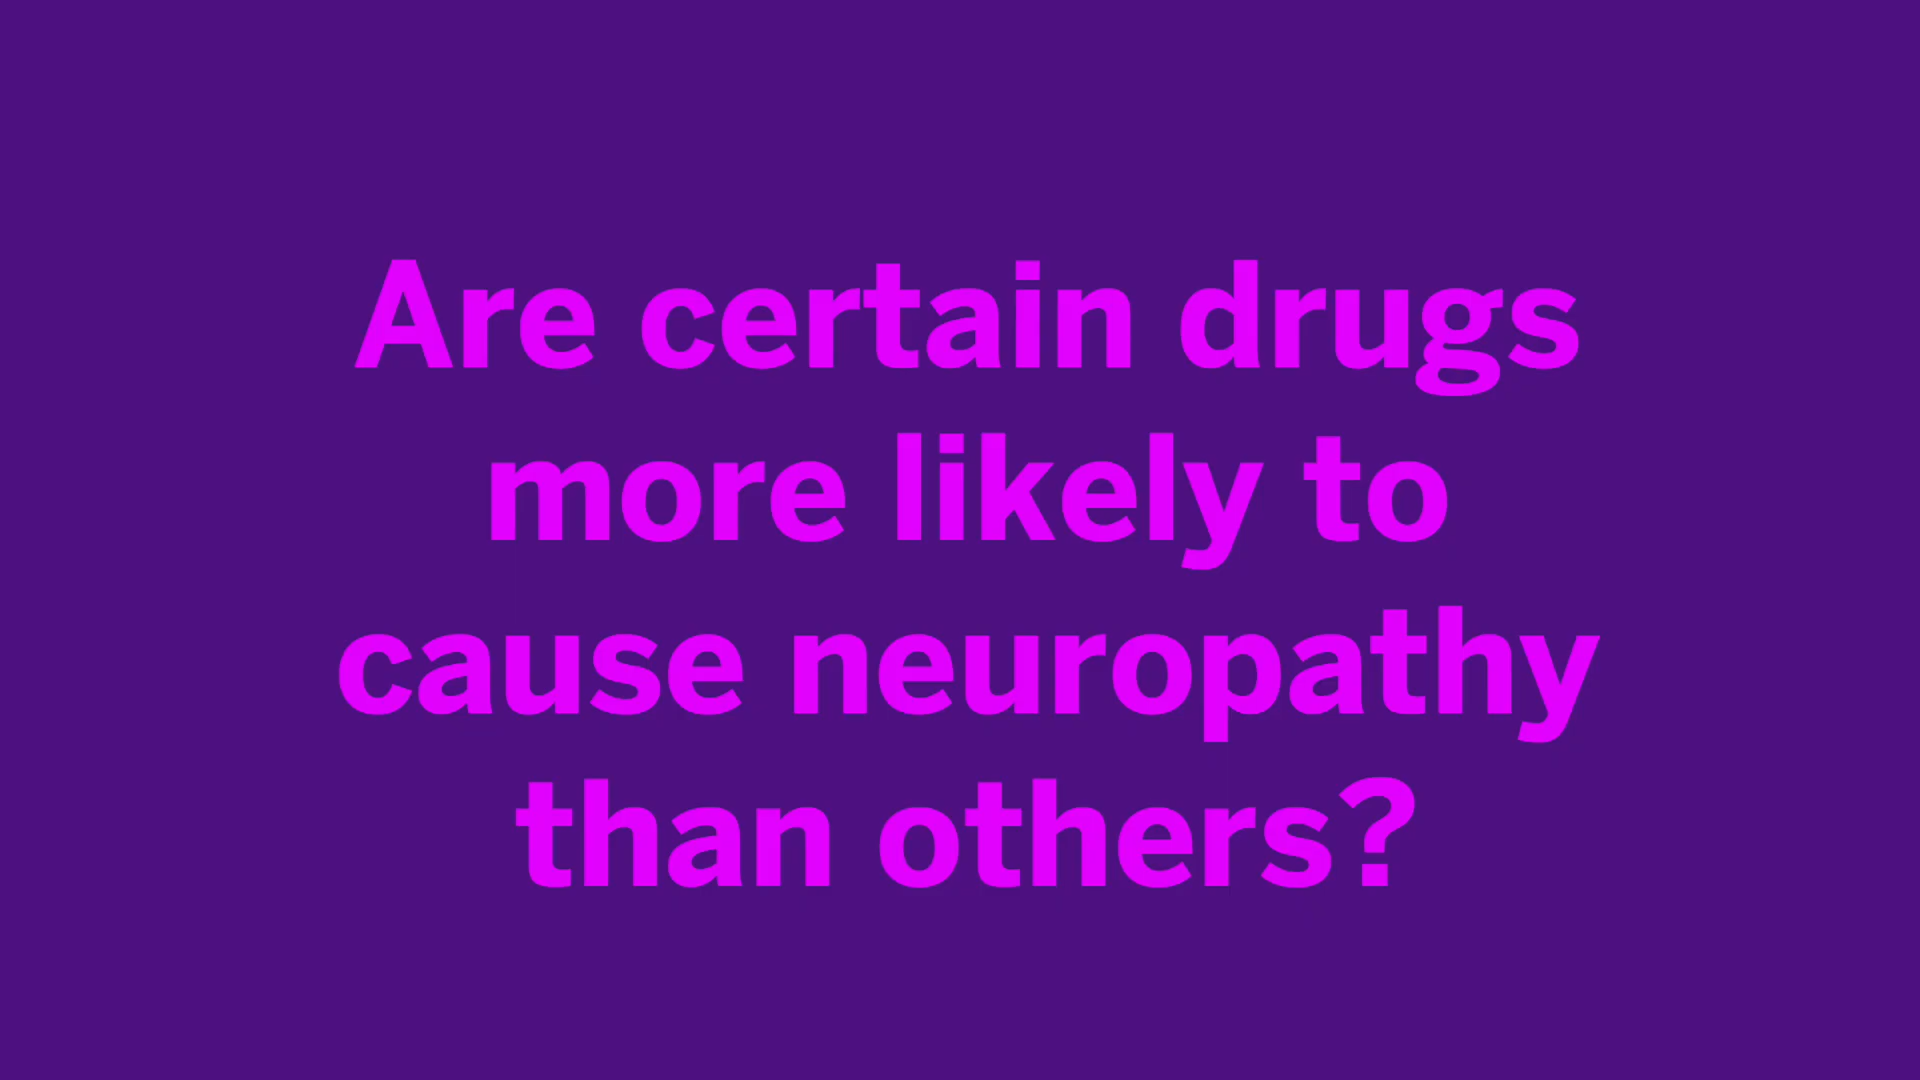 Are certain drugs
more likely to
cause neuropathy
than others?